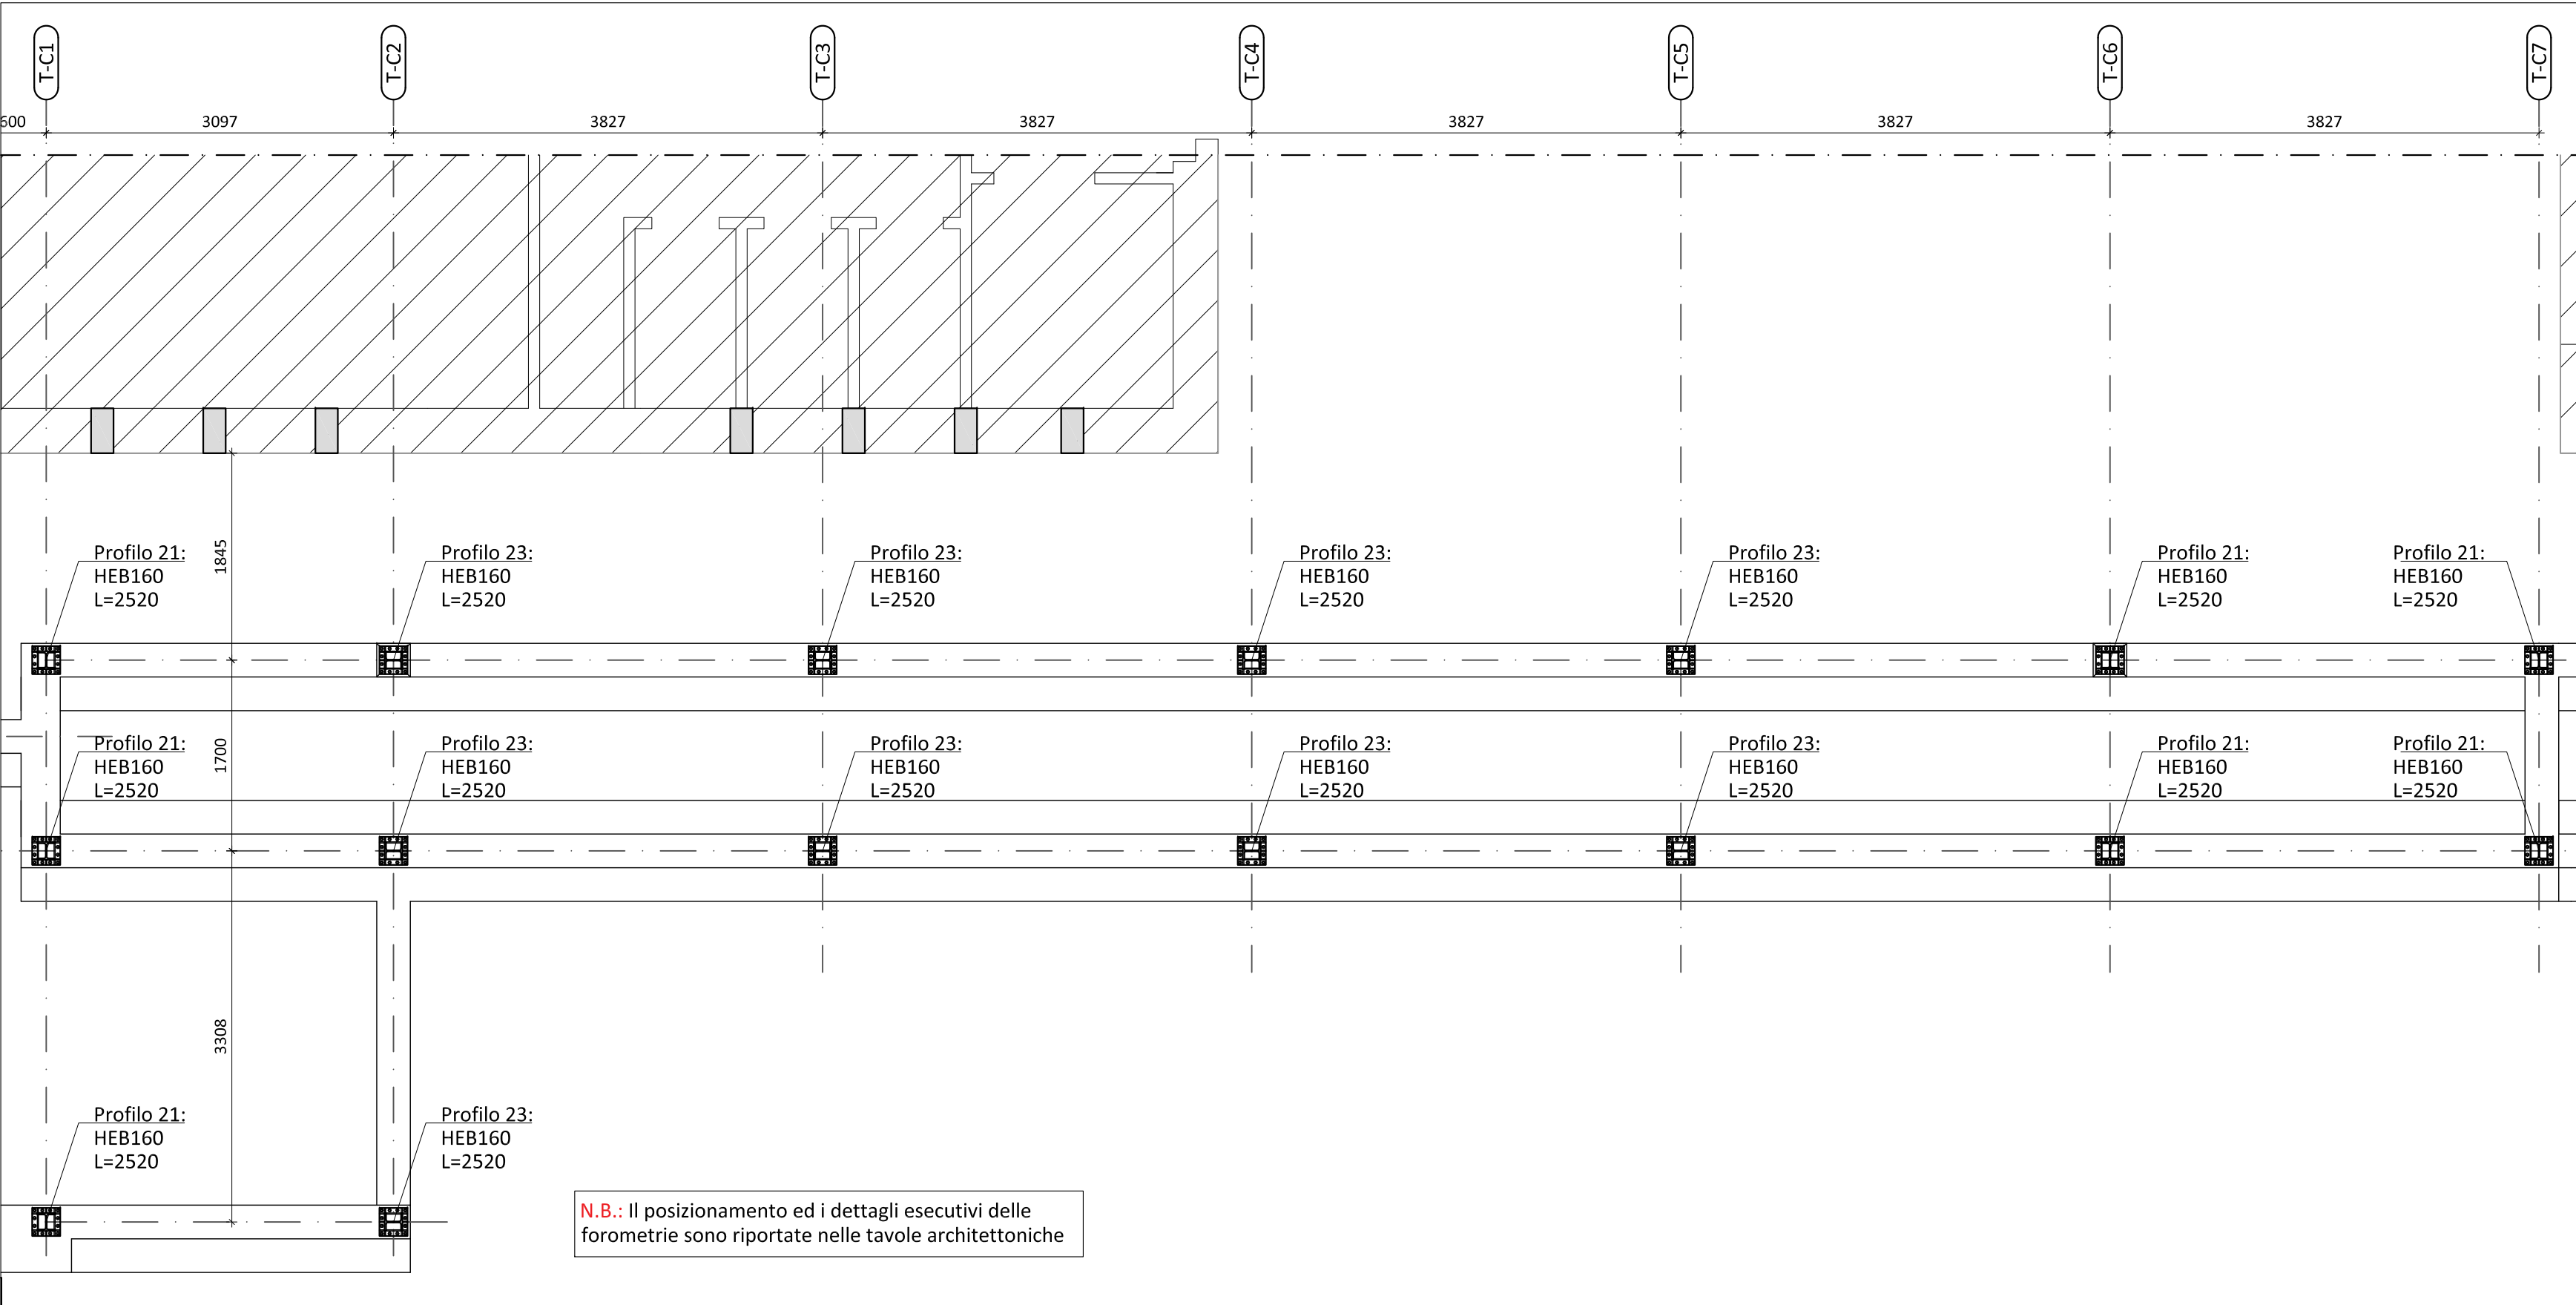 T-C1
T-C2
T-C3
T-C4
T-C5
T-C6
T-C7
600
3097
3827
3827
3827
3827
3827
1845
Profilo 21:
HEB160
L=2520
Profilo 23:
HEB160
L=2520
Profilo 23:
HEB160
L=2520
Profilo 23:
HEB160
L=2520
Profilo 23:
HEB160
L=2520
Profilo 21:
HEB160
L=2520
Profilo 21:
HEB160
L=2520
1700
Profilo 21:
HEB160
L=2520
Profilo 23:
HEB160
L=2520
Profilo 23:
HEB160
L=2520
Profilo 23:
HEB160
L=2520
Profilo 23:
HEB160
L=2520
Profilo 21:
HEB160
L=2520
Profilo 21:
HEB160
L=2520
3308
Profilo 21:
HEB160
L=2520
Profilo 23:
HEB160
L=2520
N.B.: Il posizionamento ed i dettagli esecutivi delle
forometrie sono riportate nelle tavole architettoniche